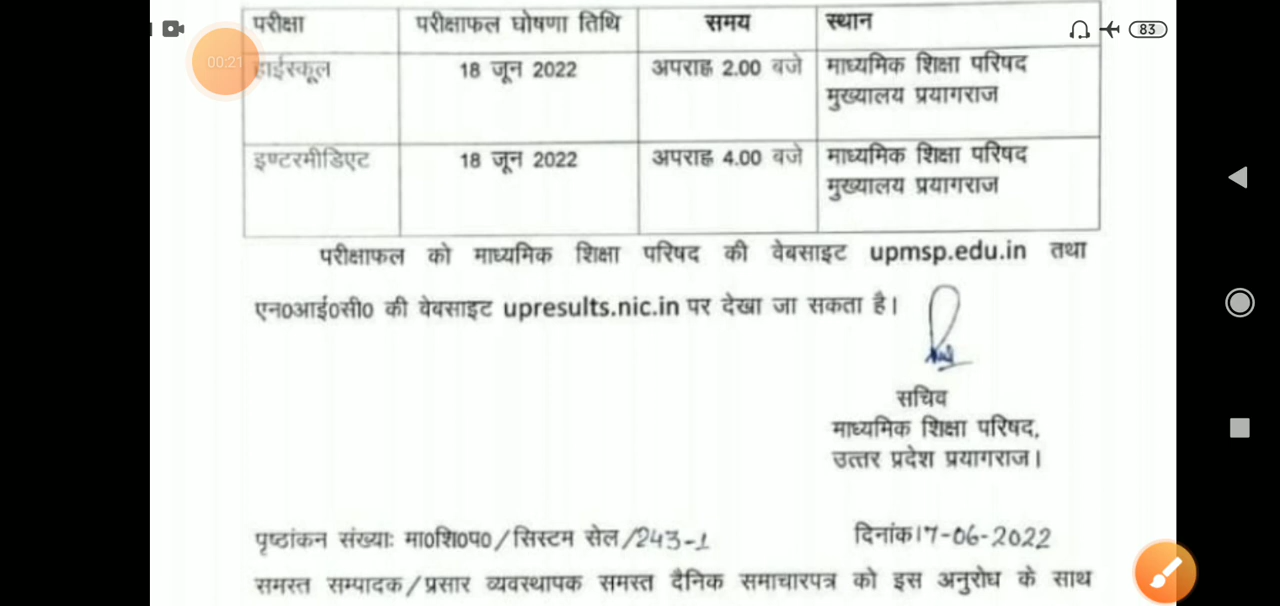 परीक्षा परीक्षाफल घोषणा तिथि समय स्थान
83
00:21
हाईस्कूल 18 जून 2022 अपराह्न 2.00 बजे माध्यमिक शिक्षा परिषद
मुख्यालय प्रयागराज
इण्टरमीडिएट 18 जून 2022 अपराह्न 4.00 बजे माध्यमिक शिक्षा परिषद
मुख्यालय प्रयागराज
परीक्षाफल को माध्यमिक शिक्षा परिषद की वेबसाइट upmsp.edu.in तथा
एन0आई0सी0 की वेबसाइट upresults.nic.in पर देखा जा सकता है।
सचिव
माध्यमिक शिक्षा परिषद,
उत्तर प्रदेश प्रयागराज।
पृष्ठांकन संख्याः मा0शि0प0/सिस्टम सेल/243-1 दिनांक17-06-2022
समस्त सम्पादक/प्रसार व्यवस्थापक समस्त दैनिक समाचारपत्र को इस अनुरोध के साथ